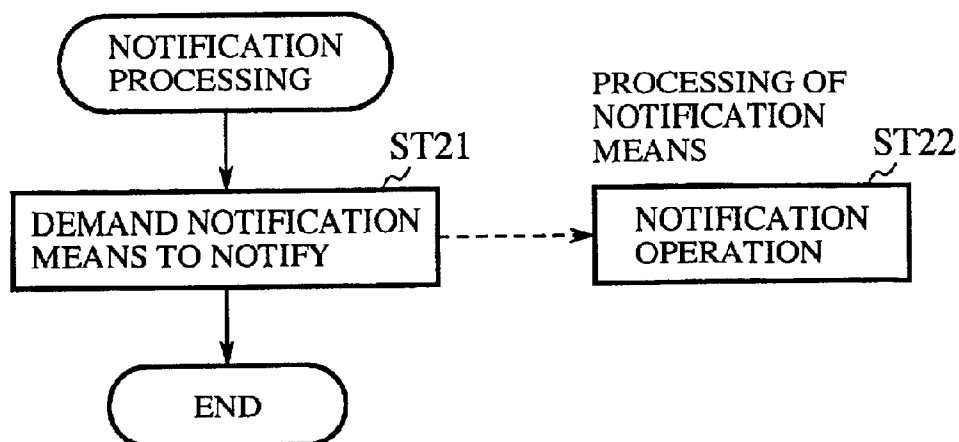 NOTIFICATION
PROCESSING
PROCESSING OF
NOTIFICATION
MEANS
ST21
ST22
DEMAND NOTIFICATION
MEANS TO NOTIFY
NOTIFICATION
OPERATION
END